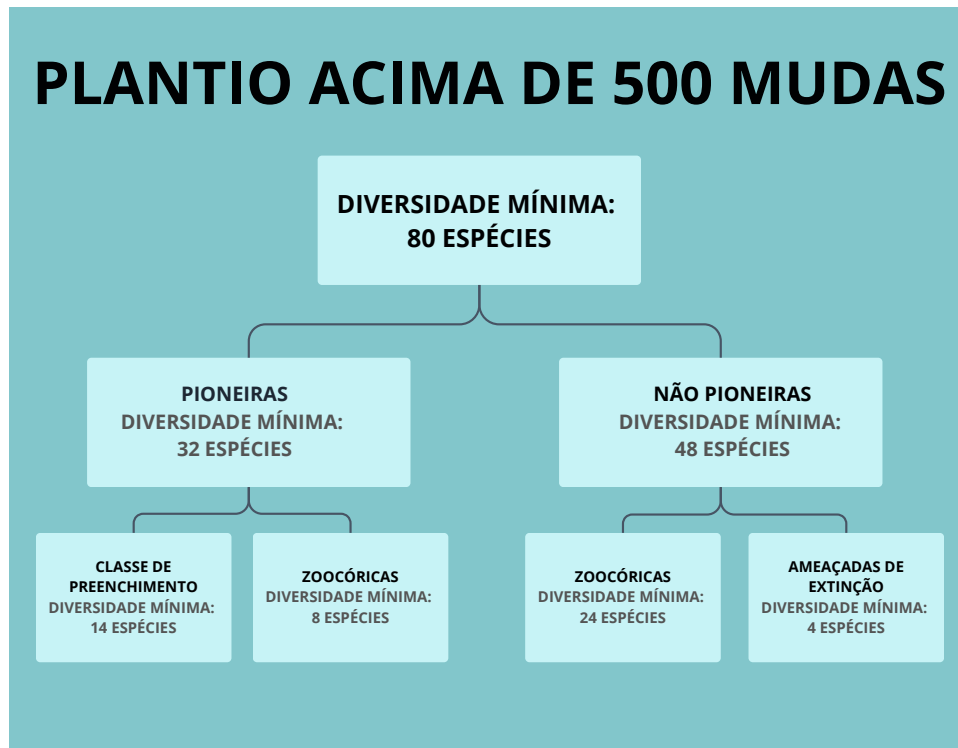 PLANTIO ACIMA DE 500 MUDAS
DIVERSIDADE MÍNIMA:
80 ESPÉCIES
PIONEIRAS
DIVERSIDADE MÍNIMA:
32 ESPÉCIES
NÃO PIONEIRAS
DIVERSIDADE MÍNIMA:
48 ESPÉCIES
CLASSE DE
PREENCHIMENTO
DIVERSIDADE MÍNIMA:
14 ESPÉCIES
ZOOCÓRICAS
DIVERSIDADE MÍNIMA:
8 ESPÉCIES
ZOOCÓRICAS
DIVERSIDADE MÍNIMA:
24 ESPÉCIES
AMEAÇADAS DE
EXTINÇÃO
DIVERSIDADE MÍNIMA:
4 ESPÉCIES